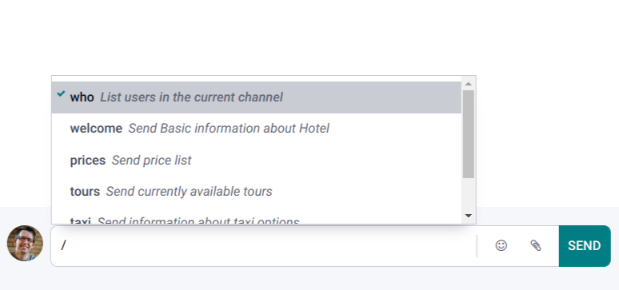 who List users in the current channel
welcome Send Basic information about Hotel
prices Send price list
tours Send currently available tours
taxi Send information about taxi options
/
SEND